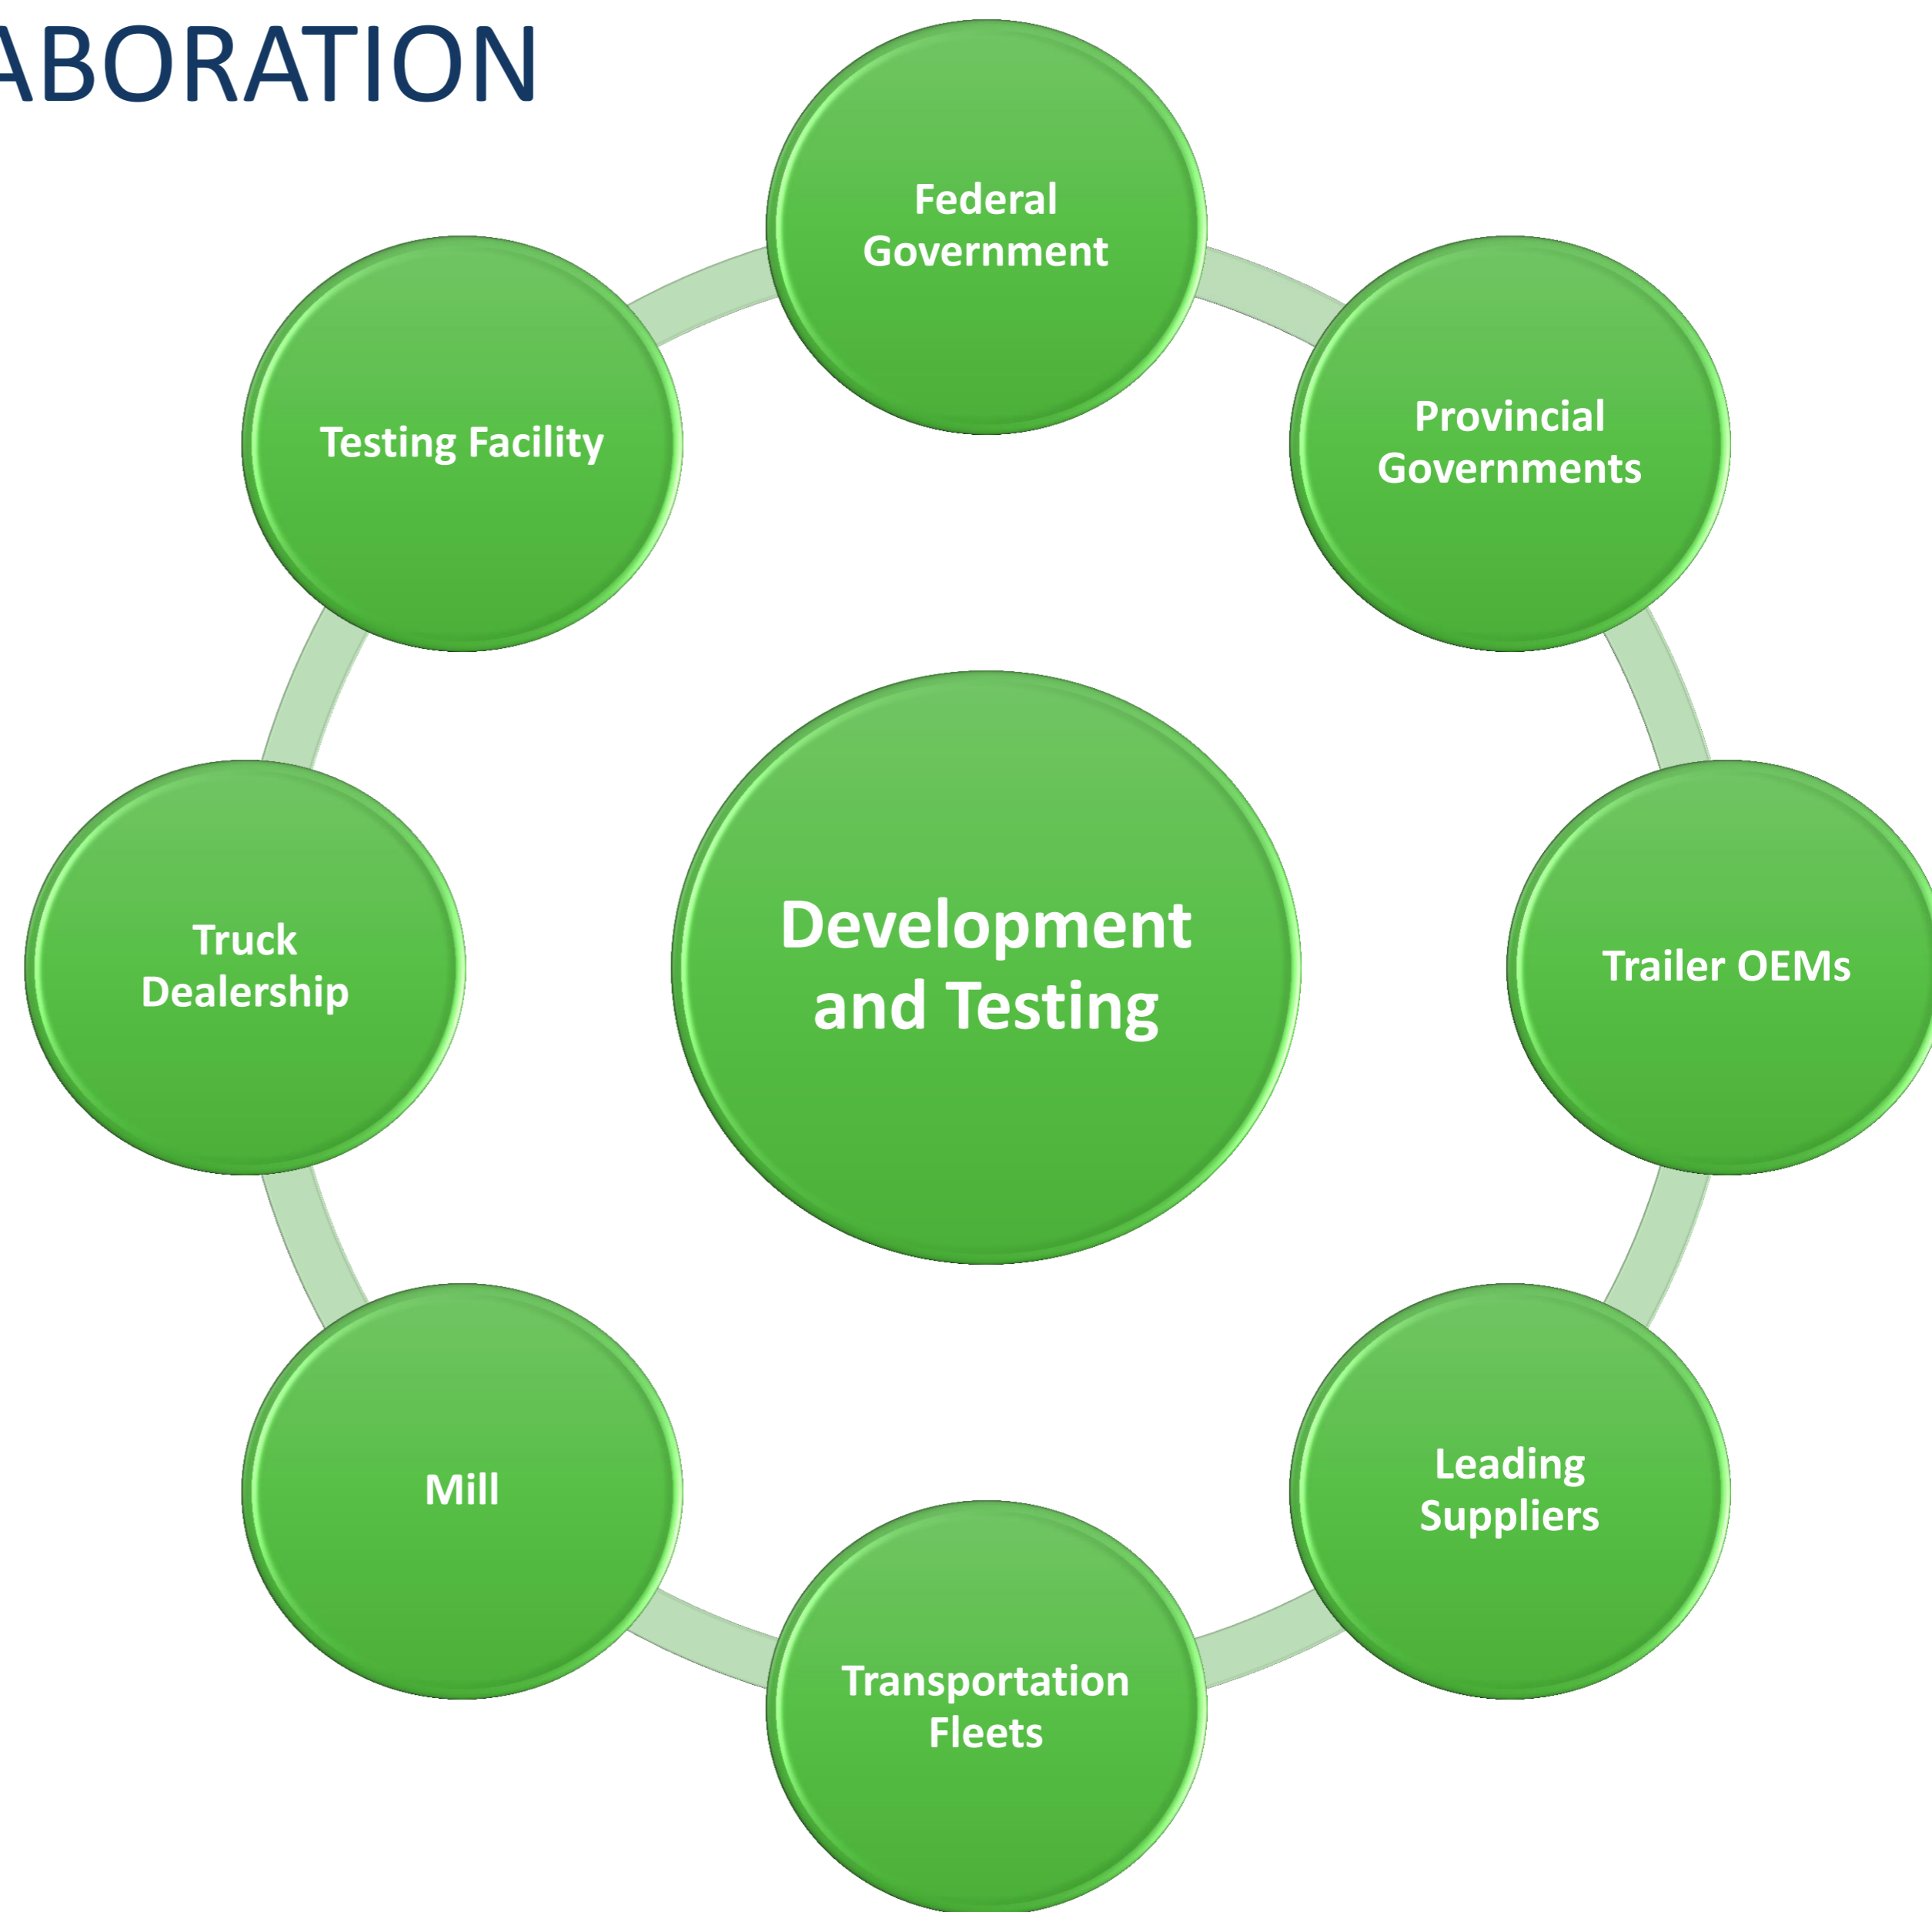 ABORATION
Federal
Government
Provincial
Governments
Testing Facility
Trailer OEMs
Truck
Dealership
Development
and Testing
Leading
Suppliers
Mill
Transportation
Fleets